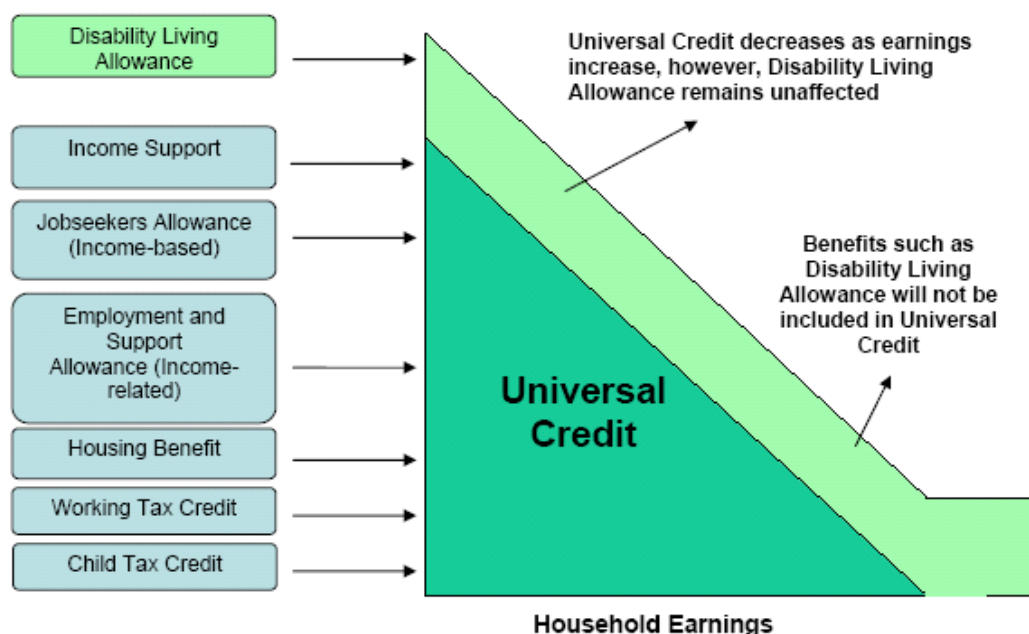 Disability Living
Allowance
Income Support
Jobseekers Allowance
(Income-based)
Employment and
Support
Allowance (Income-
related)
Housing Benefit
Working Tax Credit
Child Tax Credit
Universal Credit decreases as earnings
increase, however, Disability Living
Allowance remains unaffected
Benefits such as
Disability Living
Allowance will not be
included in Universal
Credit
Universal
Credit
Household Earnings